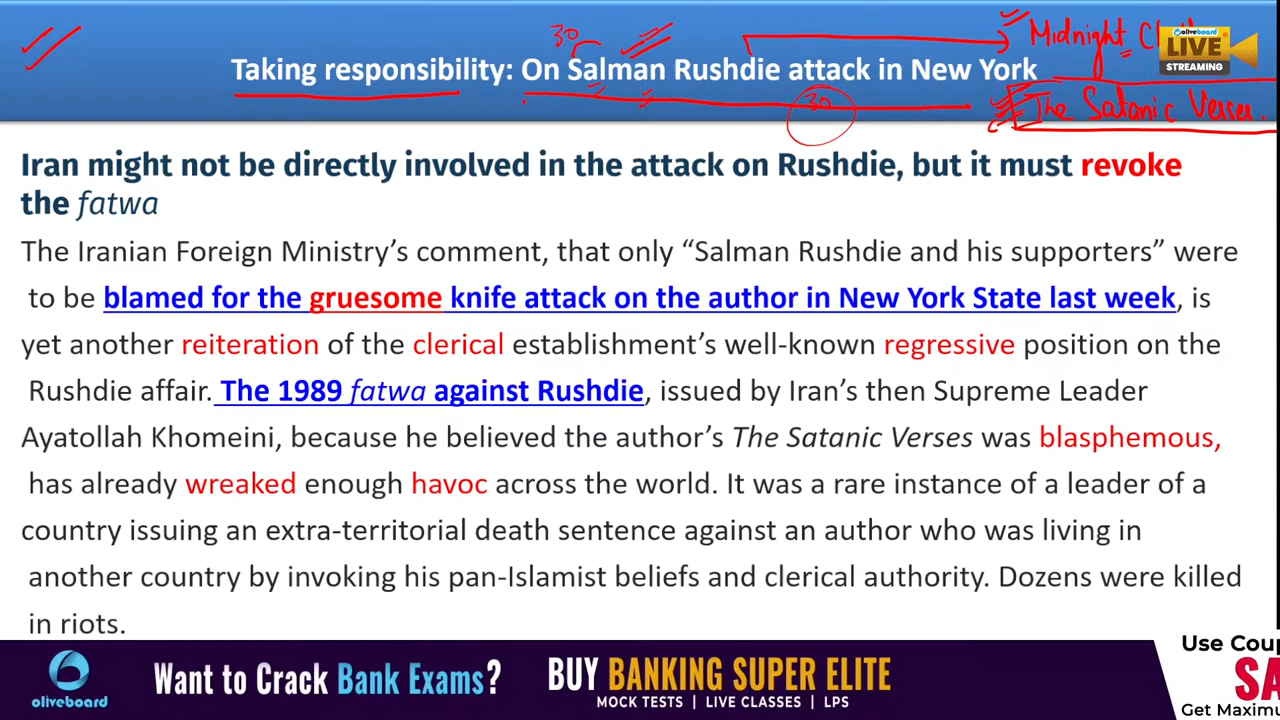 30
Midnight
oliveboard
LIVE
STREAMING
Taking responsibility: On Salman Rushdie attack in New York
30
The Satanic Verses.
Iran might not be directly involved in the attack on Rushdie, but it must revoke
the fatwa
The Iranian Foreign Ministry’s comment, that only “Salman Rushdie and his supporters” were
to be blamed for the gruesome knife attack on the author in New York State last week, is
yet another reiteration of the clerical establishment’s well-known regressive position on the
Rushdie affair. The 1989 fatwa against Rushdie, issued by Iran’s then Supreme Leader
Ayatollah Khomeini, because he believed the author’s The Satanic Verses was blasphemous,
has already wreaked enough havoc across the world. It was a rare instance of a leader of a
country issuing an extra-territorial death sentence against an author who was living in
another country by invoking his pan-Islamist beliefs and clerical authority. Dozens were killed
in riots.
oliveboard
Want to Crack Bank Exams?
BUY BANKING SUPER ELITE
MOCK TESTS | LIVE CLASSES | LPS
Use Cou
SA
Get Maximu